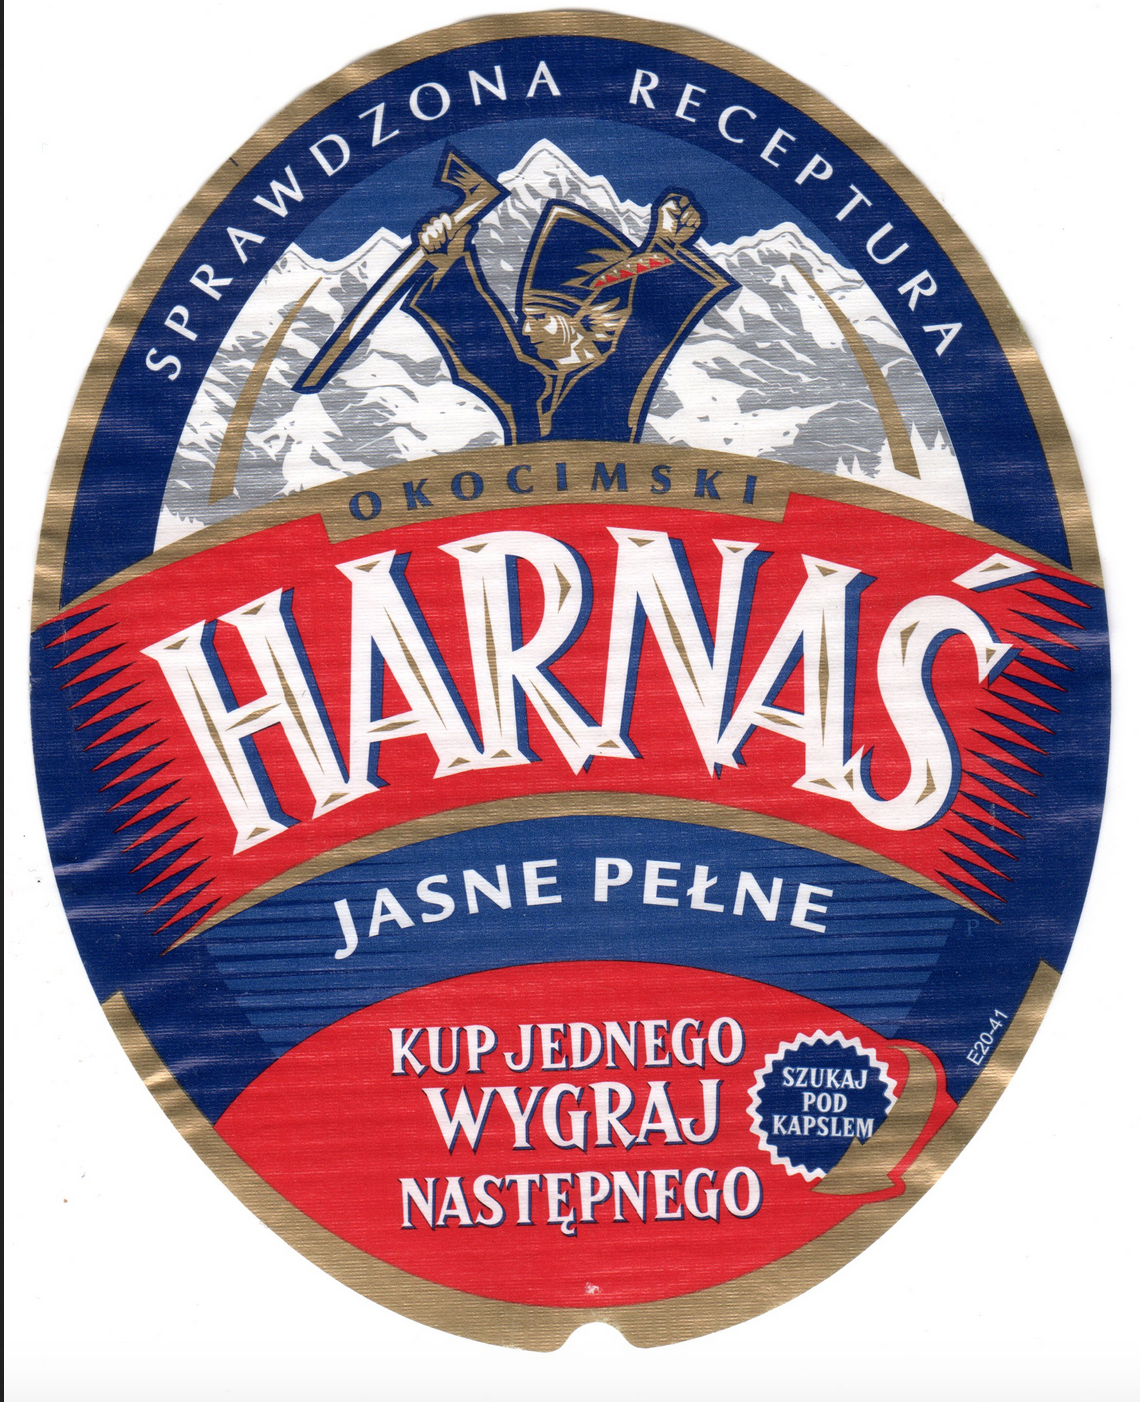 SPRAWDZONA RECEPTURA
OKOCIMSKI
HARNAŚ
JASNE PEŁNE
KUP JEDNEGO
WYGRAJ
NASTĘPNEGO
SZUKAJ
POD
KAPSLEM
E20-41
P